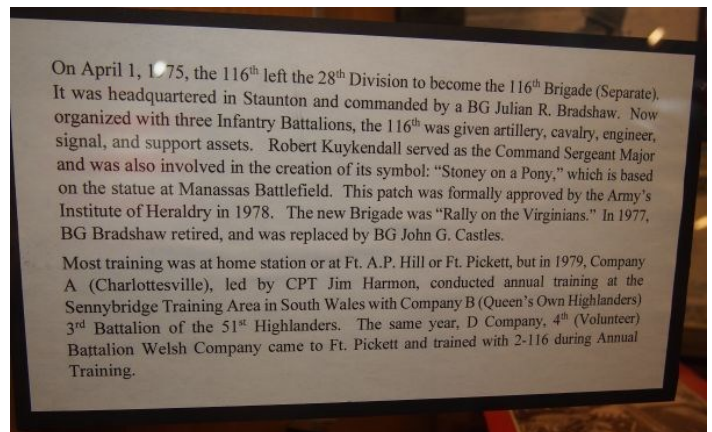 On April 1, 1975, the 116th left the 28th Division to become the 116th Brigade (Separate).
It was headquartered in Staunton and commanded by a BG Julian R. Bradshaw. Now
organized with three Infantry Battalions, the 116th was given artillery, cavalry, engineer,
signal, and support assets. Robert Kuykendall served as the Command Sergeant Major
and was also involved in the creation of its symbol: “Stoney on a Pony,” which is based
on the statue at Manassas Battlefield. This patch was formally approved by the Army’s
Institute of Heraldry in 1978. The new Brigade was “Rally on the Virginians.” In 1977,
BG Bradshaw retired, and was replaced by BG John G. Castles.
Most training was at home station or at Ft. A.P. Hill or Ft. Pickett, but in 1979, Company
A (Charlottesville), led by CPT Jim Harmon, conducted annual training at the
Sennybridge Training Area in South Wales with Company B (Queen’s Own Highlanders)
3rd Battalion of the 51st Highlanders. The same year, D Company, 4th (Volunteer)
Battalion Welsh Company came to Ft. Pickett and trained with 2-116 during Annual
Training.